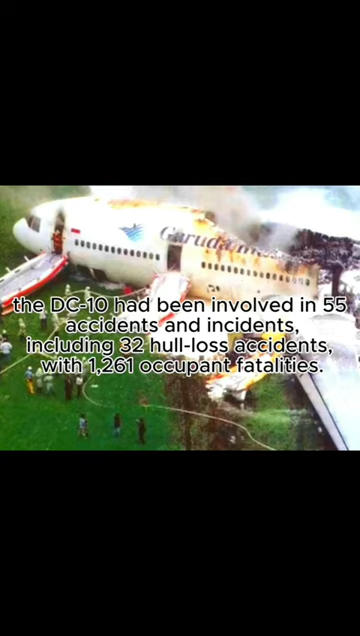 Garuda
the DC-10 had been involved in 55
accidents and incidents,
including 32 hull-loss accidents,
with 1,261 occupant fatalities.